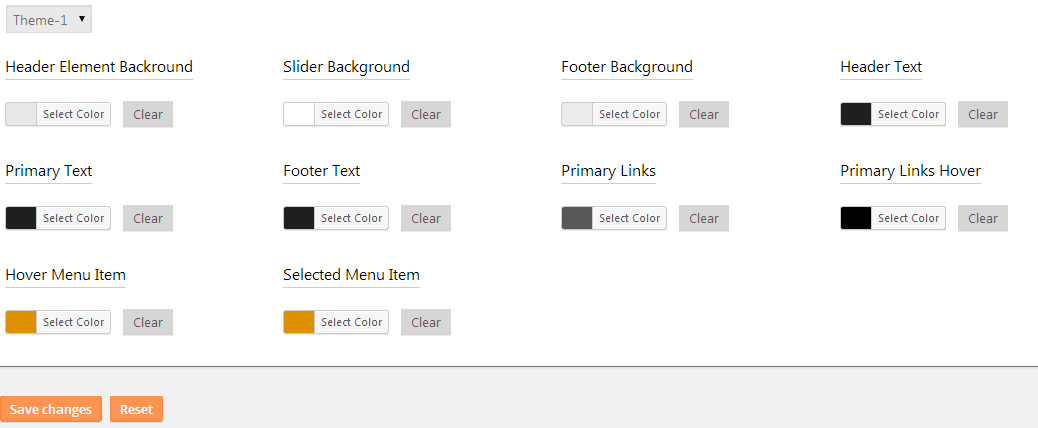 Theme-1
Header Element Backround Slider Background Footer Background Header Text
Select Color Clear Select Color Clear Select Color Clear Select Color Clear
Primary Text Footer Text Primary Links Primary Links Hover
Select Color Clear Select Color Clear Select Color Clear Select Color Clear
Hover Menu Item Selected Menu Item
Select Color Clear Select Color Clear
Save changes Reset